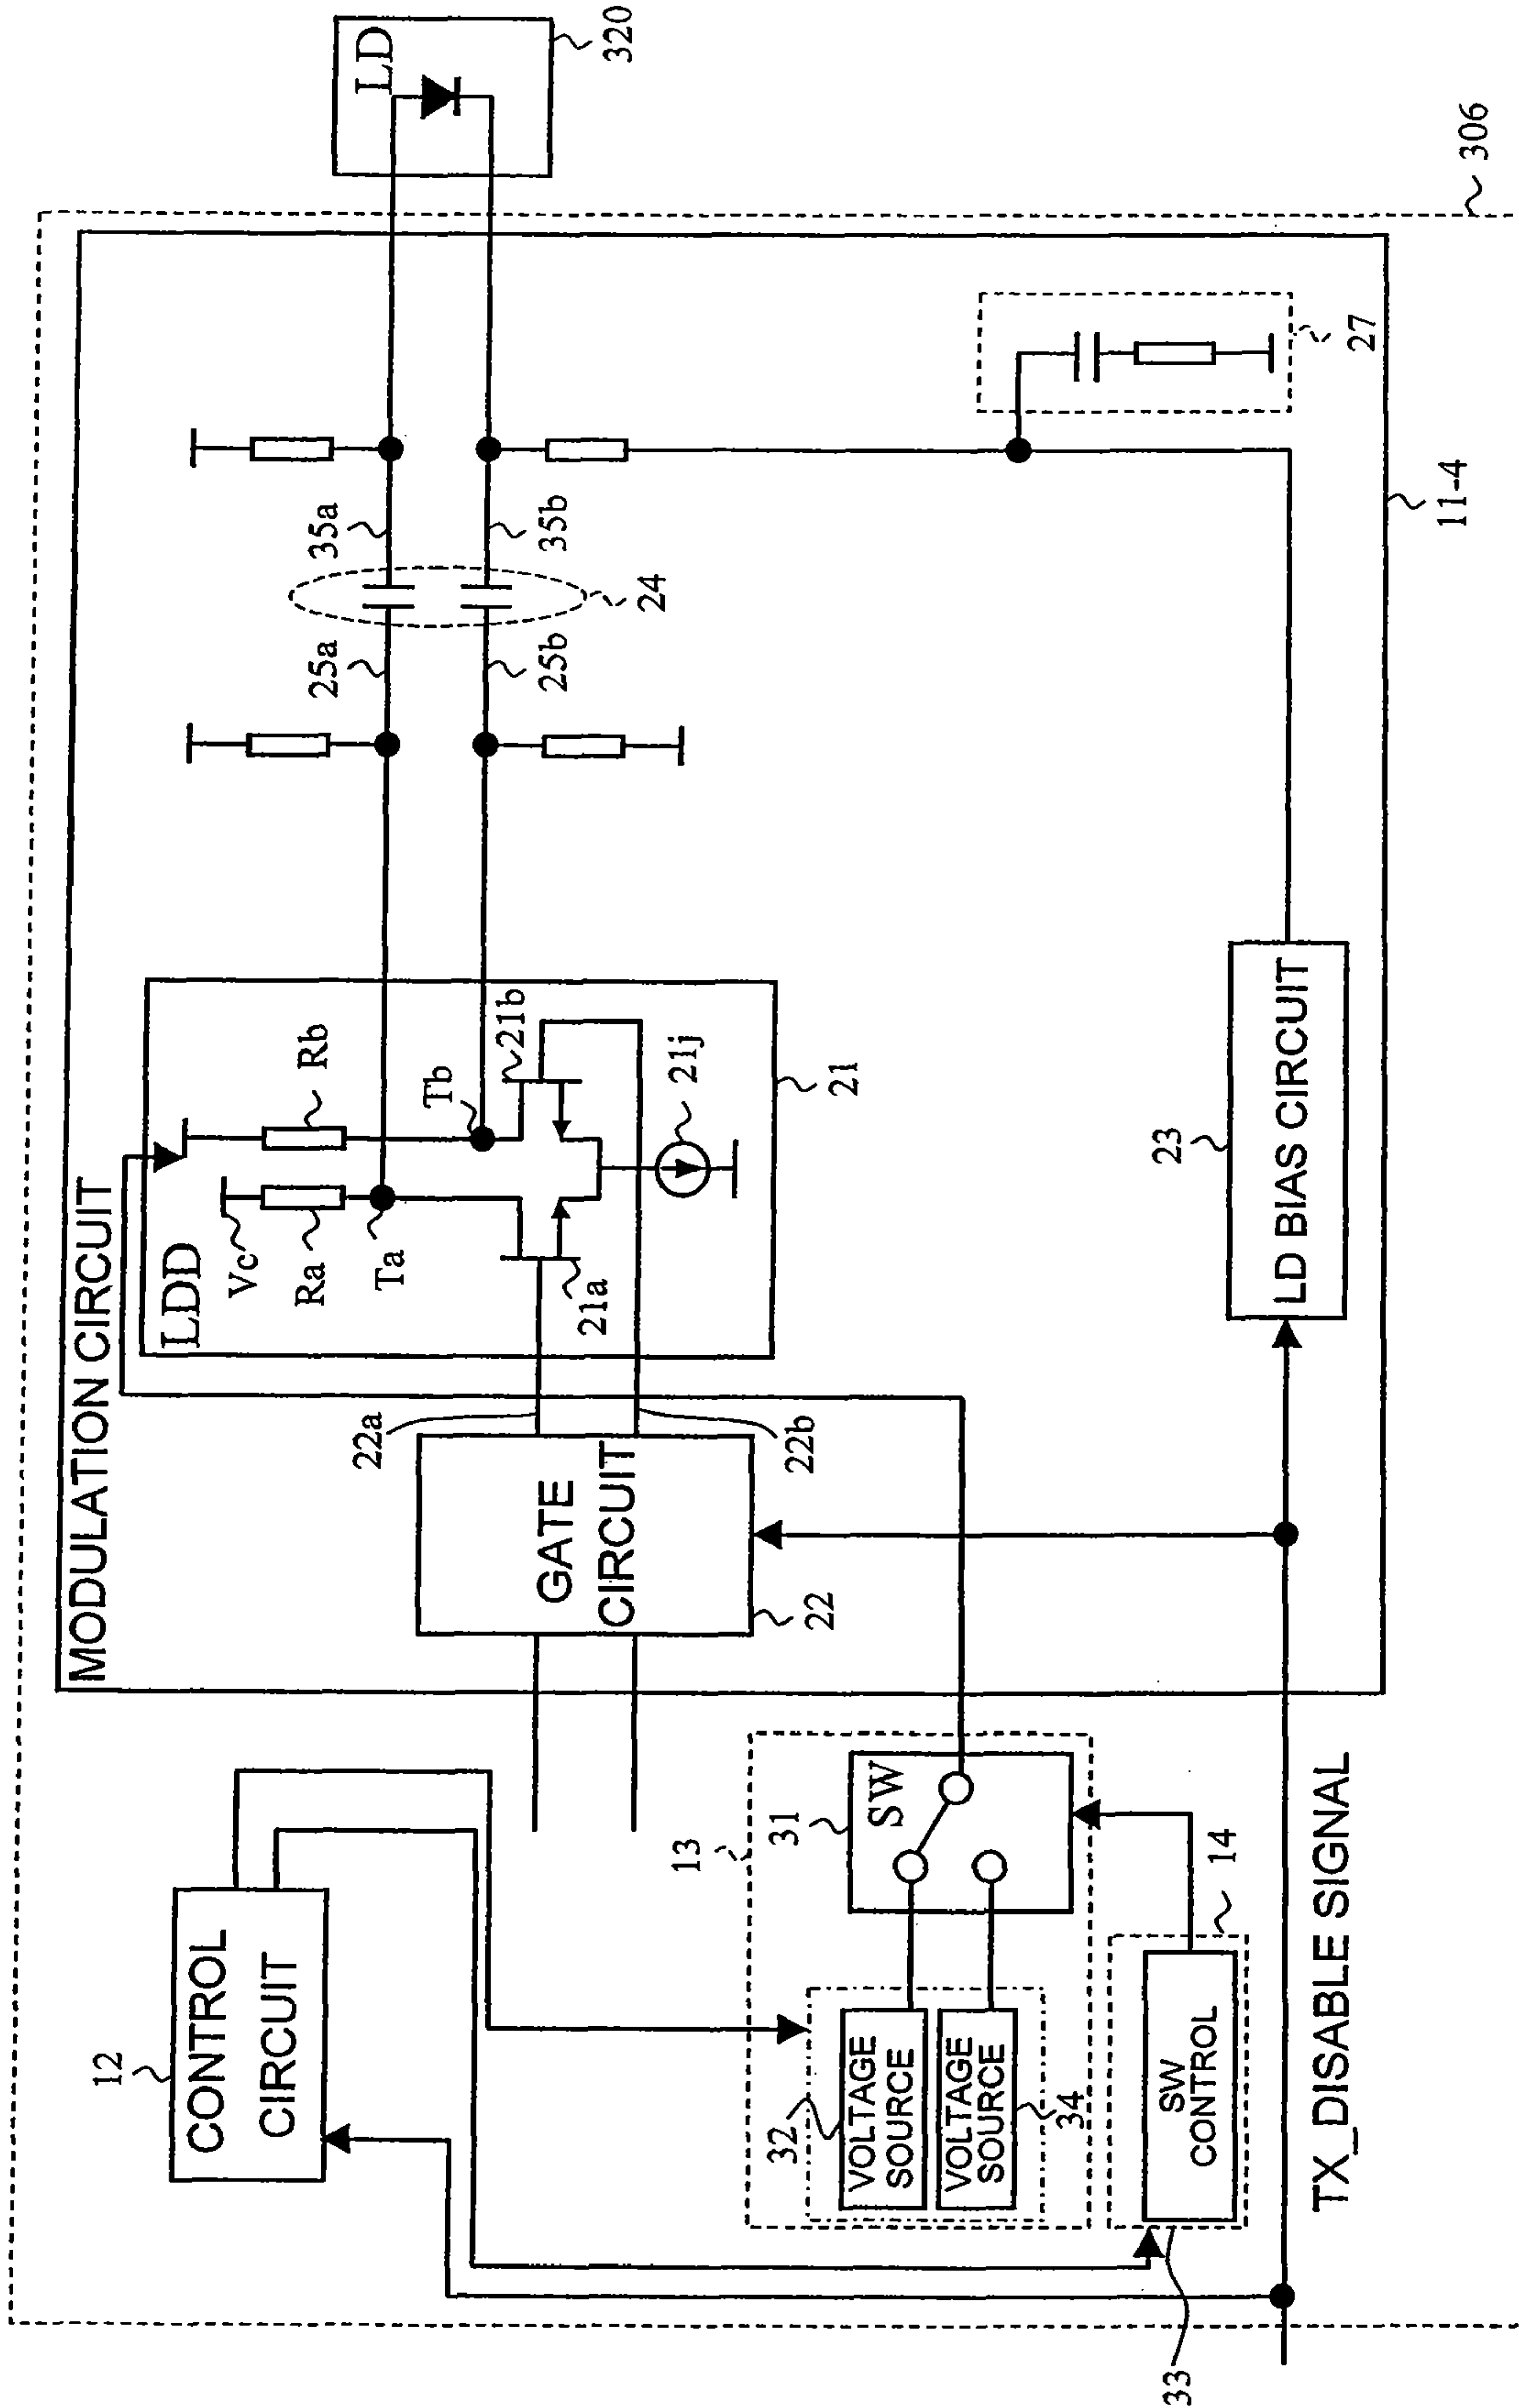 306
MODULATION CIRCUIT
11-4
LDD
Vc
Ra
Rb
Ta
Tb
21a
21b
21j
21
22a
22b
GATE
CIRCUIT
22
25a
25b
24
35a
35b
LD
320
27
23
LD BIAS CIRCUIT
12
CONTROL
CIRCUIT
13
31
SW
32
VOLTAGE
SOURCE
VOLTAGE
SOURCE
34
14
SW
CONTROL
33
TX_DISABLE SIGNAL